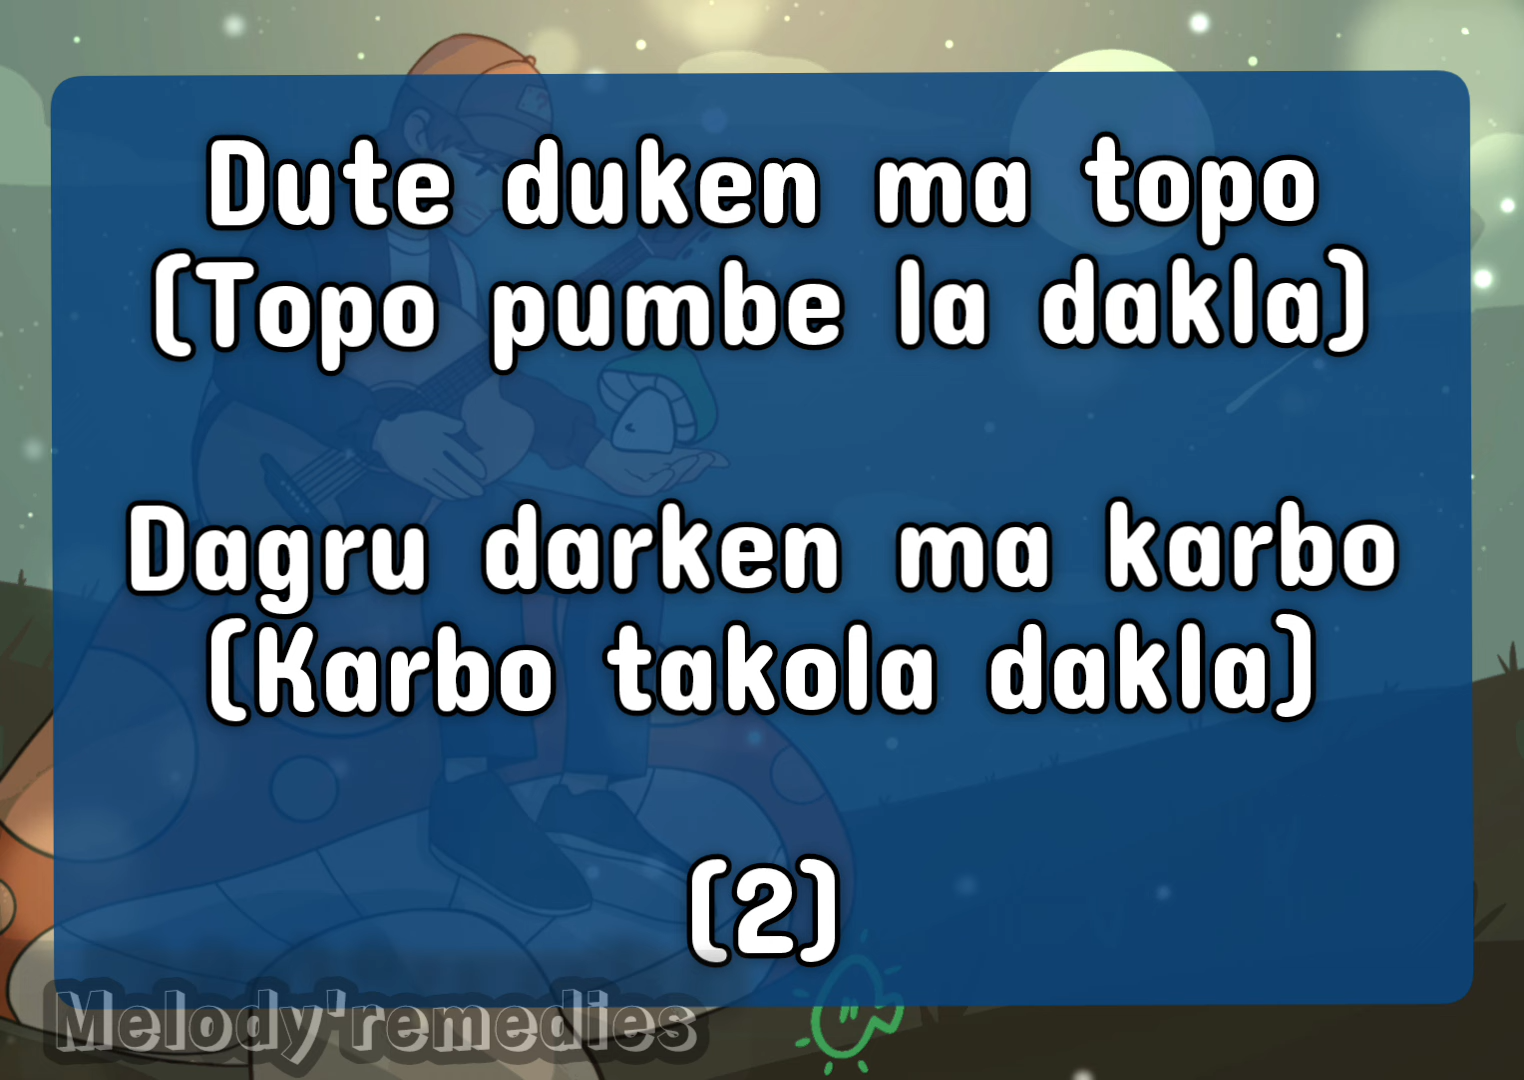 Dute duken ma topo
(Topo pumbe la dakla)
Dagru darken ma karbo
(Karbo takola dakla)
(2)
Melody'remedies